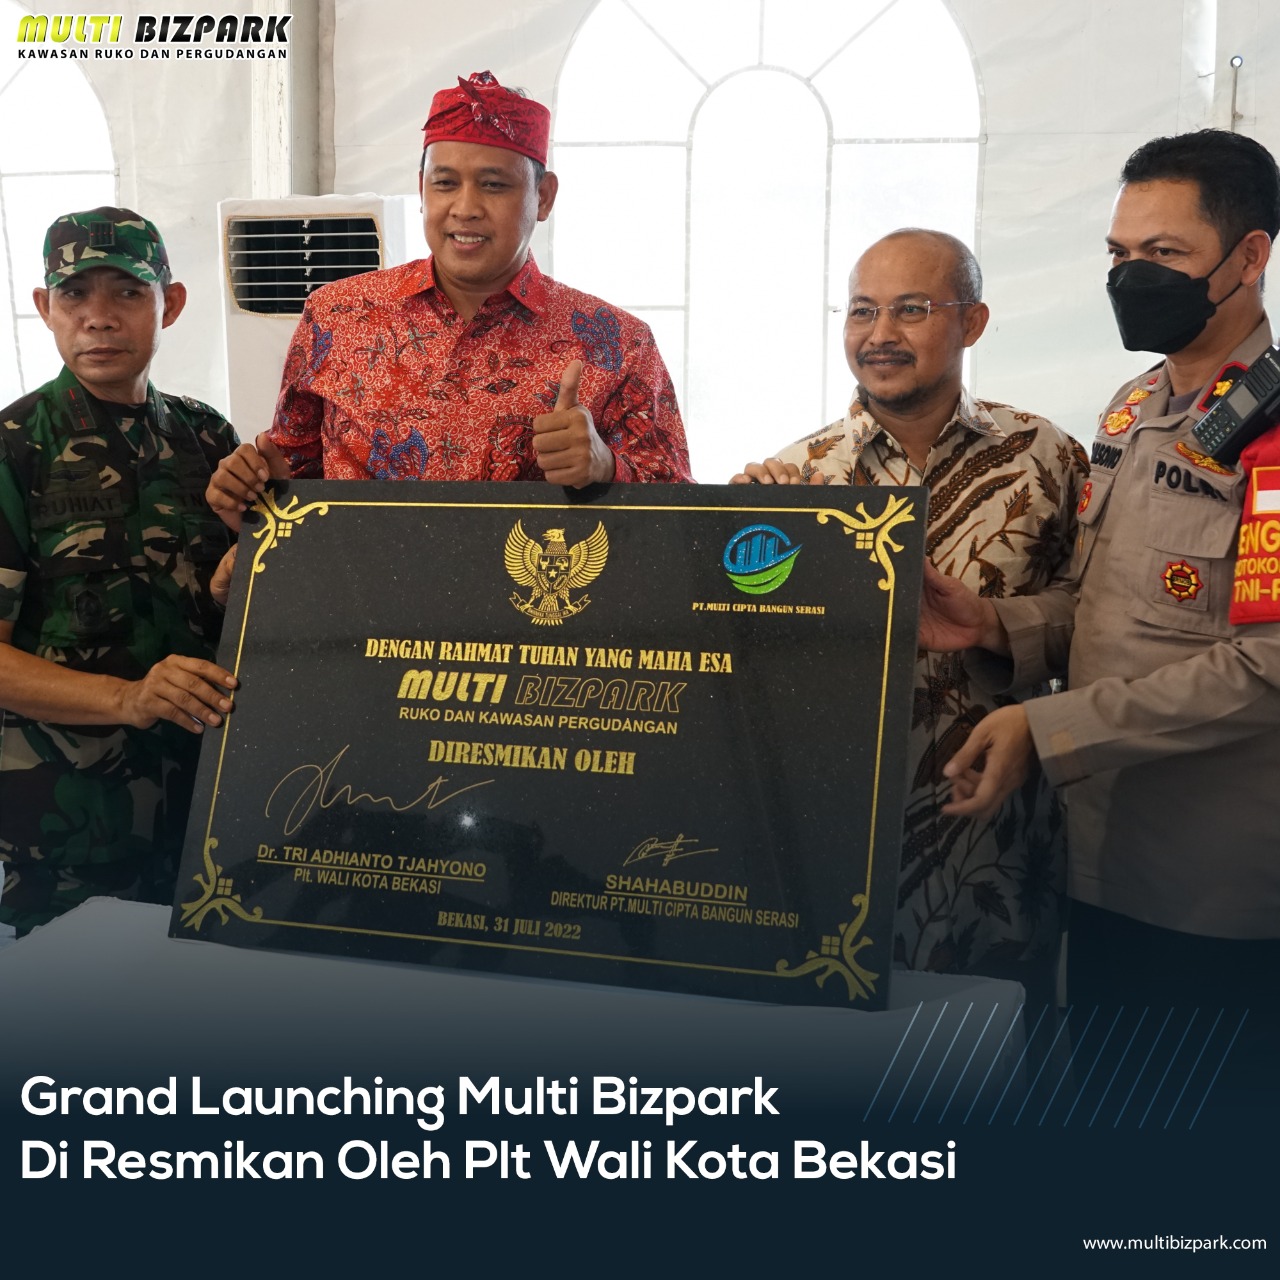 MULTI BIZPARK
KAWASAN RUKO DAN PERGUDANGAN
RUHIAT
POLRI
TNI-P
PT.MULTI CIPTA BANGUN SERASI
DENGAN RAHMAT TUHAN YANG MAHA ESA
MULTI BIZPARK
RUKO DAN KAWASAN PERGUDANGAN
DIRESMIKAN OLEH
Dr. TRI ADHIANTO TJAHYONO
Plt. WALI KOTA BEKASI
SHAHABUDDIN
DIREKTUR PT.MULTI CIPTA BANGUN SERASI
BEKASI, 31 JULI 2022
Grand Launching Multi Bizpark
Di Resmikan Oleh Plt Wali Kota Bekasi
www.multibizpark.com